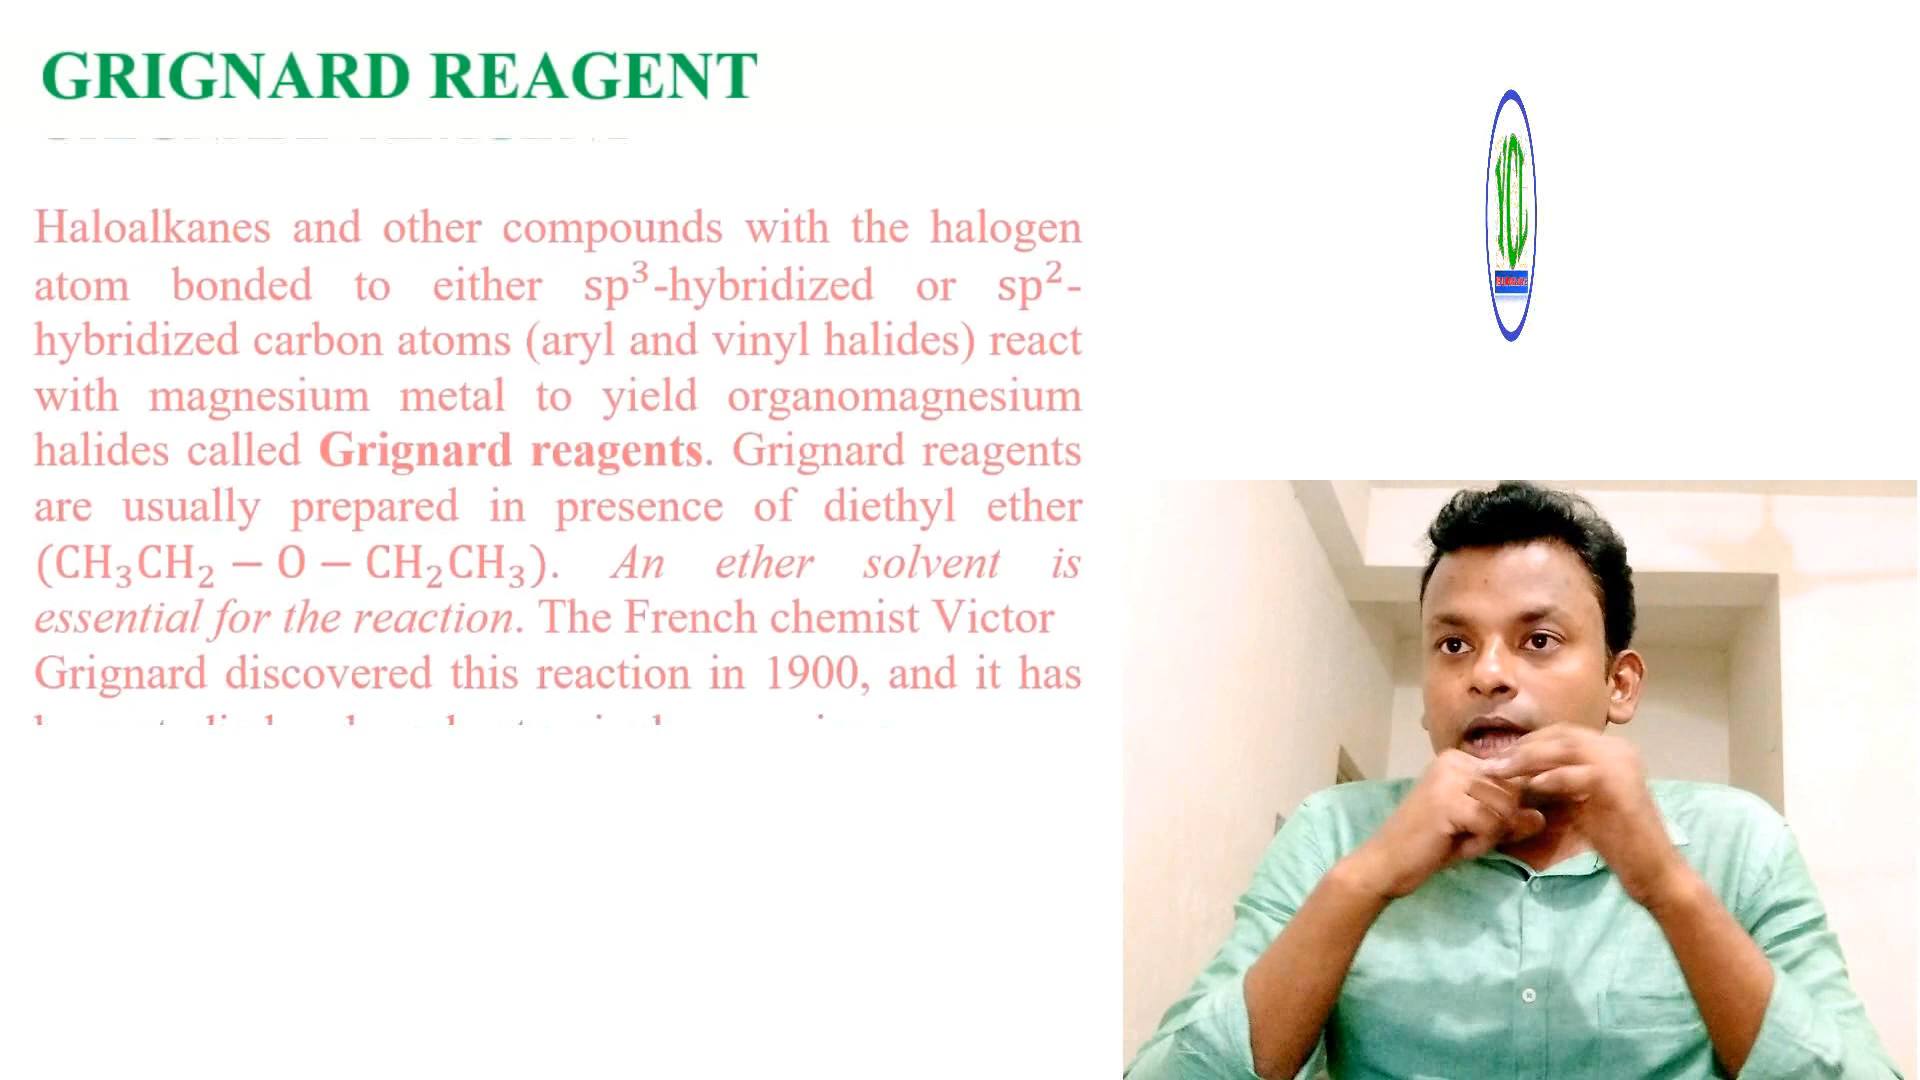 GRIGNARD REAGENT
Haloalkanes and other compounds with the halogen
atom bonded to either sp³-hybridized or sp²-
hybridized carbon atoms (aryl and vinyl halides) react
with magnesium metal to yield organomagnesium
halides called Grignard reagents. Grignard reagents
are usually prepared in presence of diethyl ether
(CH₃CH₂ – O – CH₂CH₃). An ether solvent is
essential for the reaction. The French chemist Victor
Grignard discovered this reaction in 1900, and it has
YCL